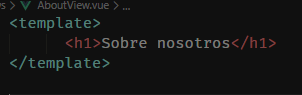 s > AboutView.vue > ...
<template>
<h1>Sobre nosotros</h1>
</template>